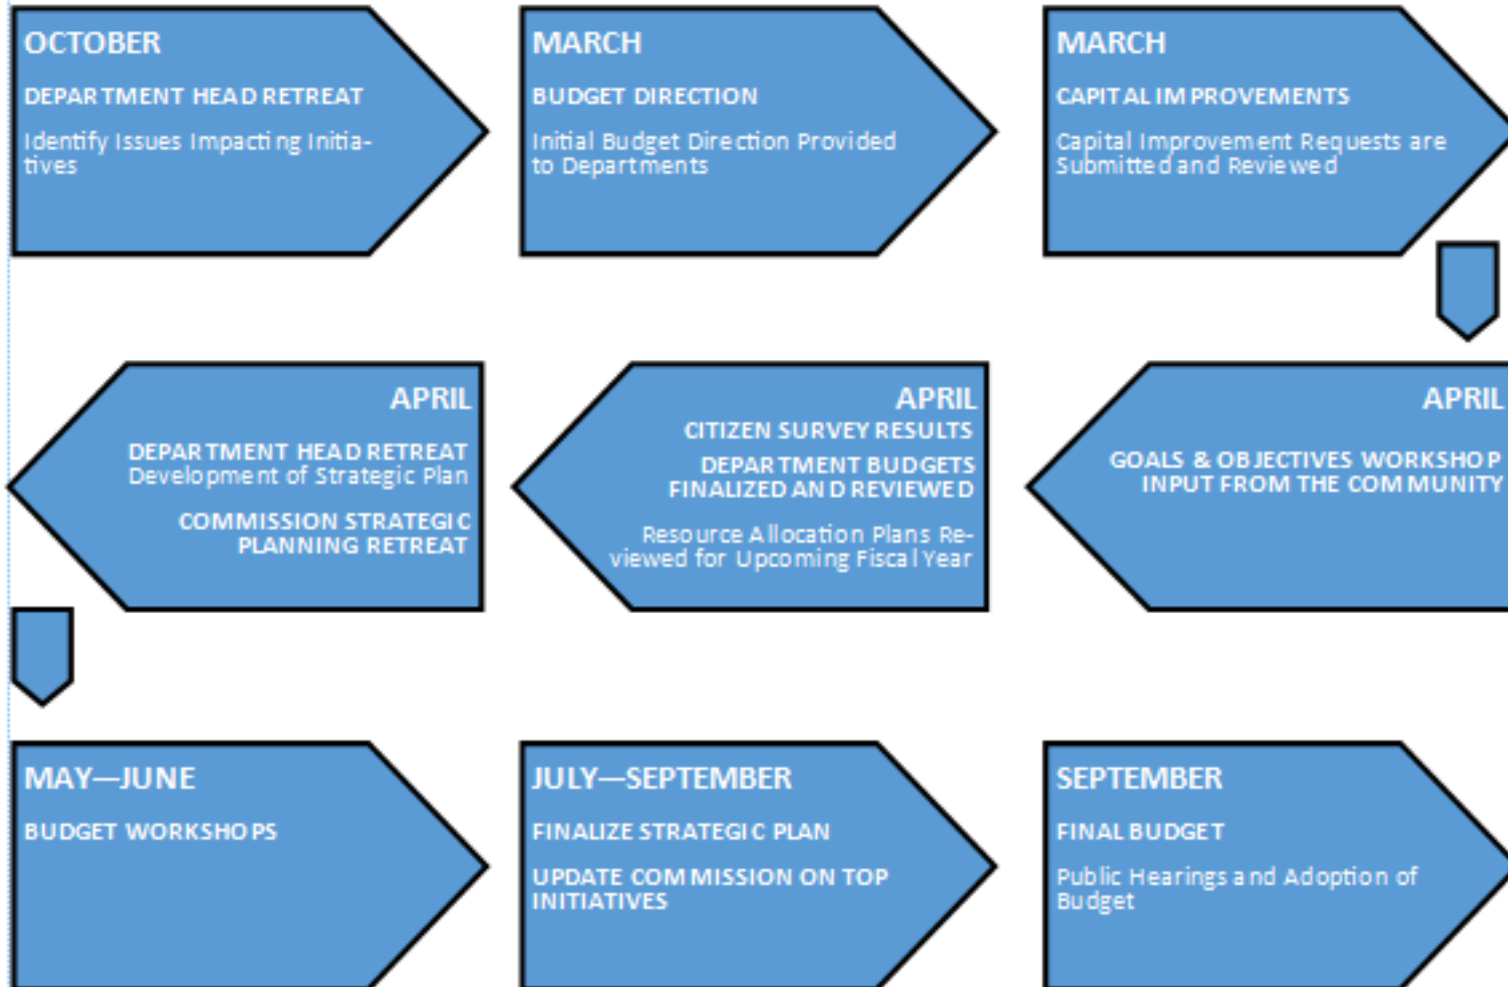 OCTOBER
DEPARTMENT HEAD RETREAT
Identify Issues Impacting Initia-
tives
MARCH
BUDGET DIRECTION
Initial Budget Direction Provided
to Departments
MARCH
CAPITAL IMPROVEMENTS
Capital Improvement Requests are
Submitted and Reviewed
APRIL
GOALS & OBJECTIVES WORKSHOP
INPUT FROM THE COMMUNITY
APRIL
CITIZEN SURVEY RESULTS
DEPARTMENT BUDGETS
FINALIZED AND REVIEWED
Resource Allocation Plans Re-
viewed for Upcoming Fiscal Year
APRIL
DEPARTMENT HEAD RETREAT
Development of Strategic Plan
COMMISSION STRATEGIC
PLANNING RETREAT
MAY—JUNE
BUDGET WORKSHOPS
JULY—SEPTEMBER
FINALIZE STRATEGIC PLAN
UPDATE COMMISSION ON TOP
INITIATIVES
SEPTEMBER
FINAL BUDGET
Public Hearings and Adoption of
Budget